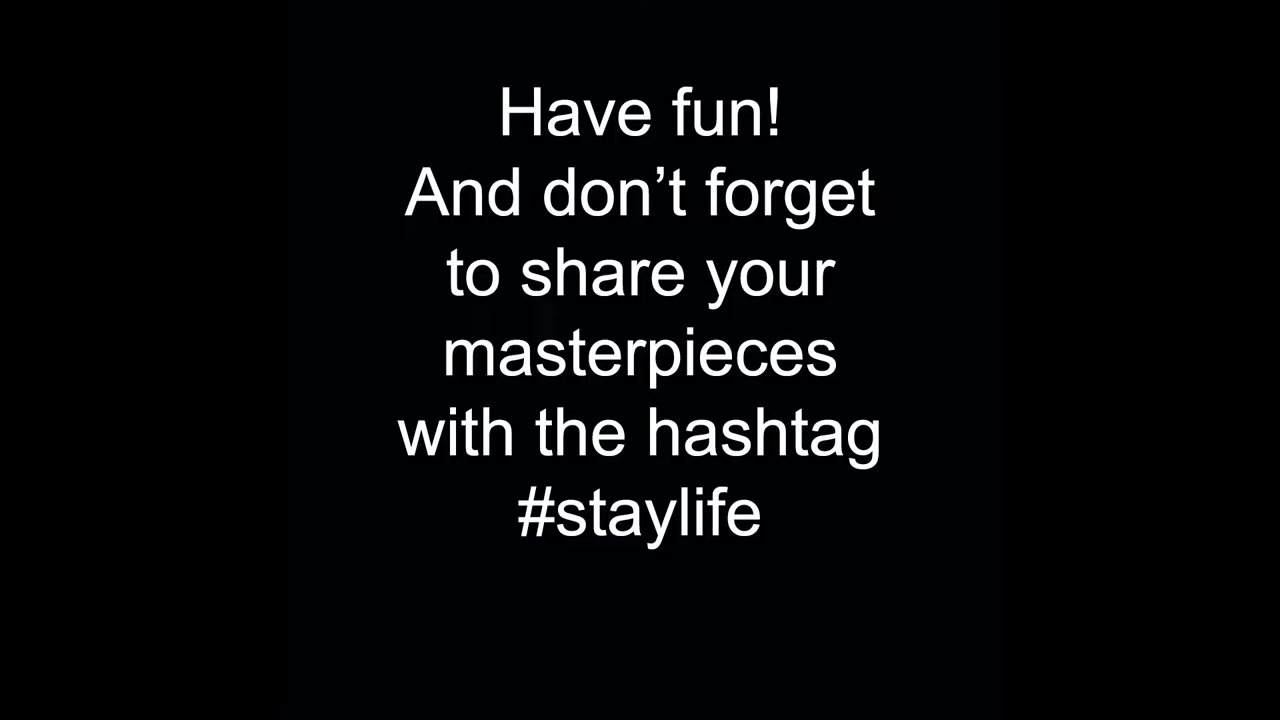 Have fun!
And don’t forget
to share your
masterpieces
with the hashtag
#staylife